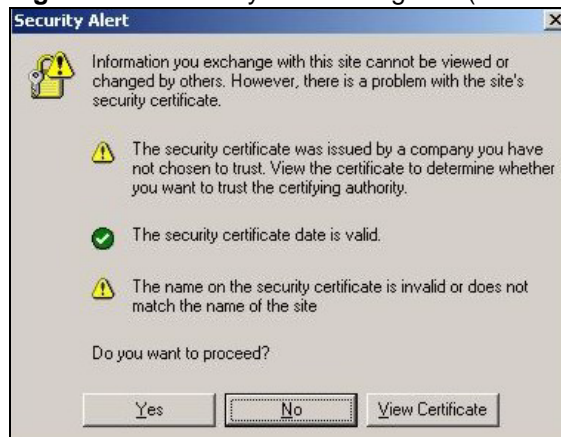 Security Alert
Information you exchange with this site cannot be viewed or
changed by others. However, there is a problem with the site's
security certificate.
The security certificate was issued by a company you have
not chosen to trust. View the certificate to determine whether
you want to trust the certifying authority.
The security certificate date is valid.
The name on the security certificate is invalid or does not
match the name of the site
Do you want to proceed?
Yes No View Certificate